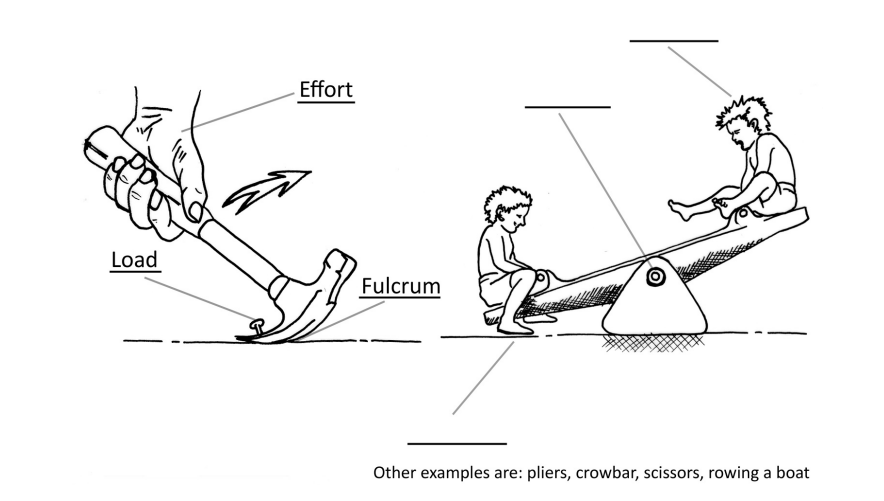 Effort
Load
Fulcrum
Other examples are: pliers, crowbar, scissors, rowing a boat